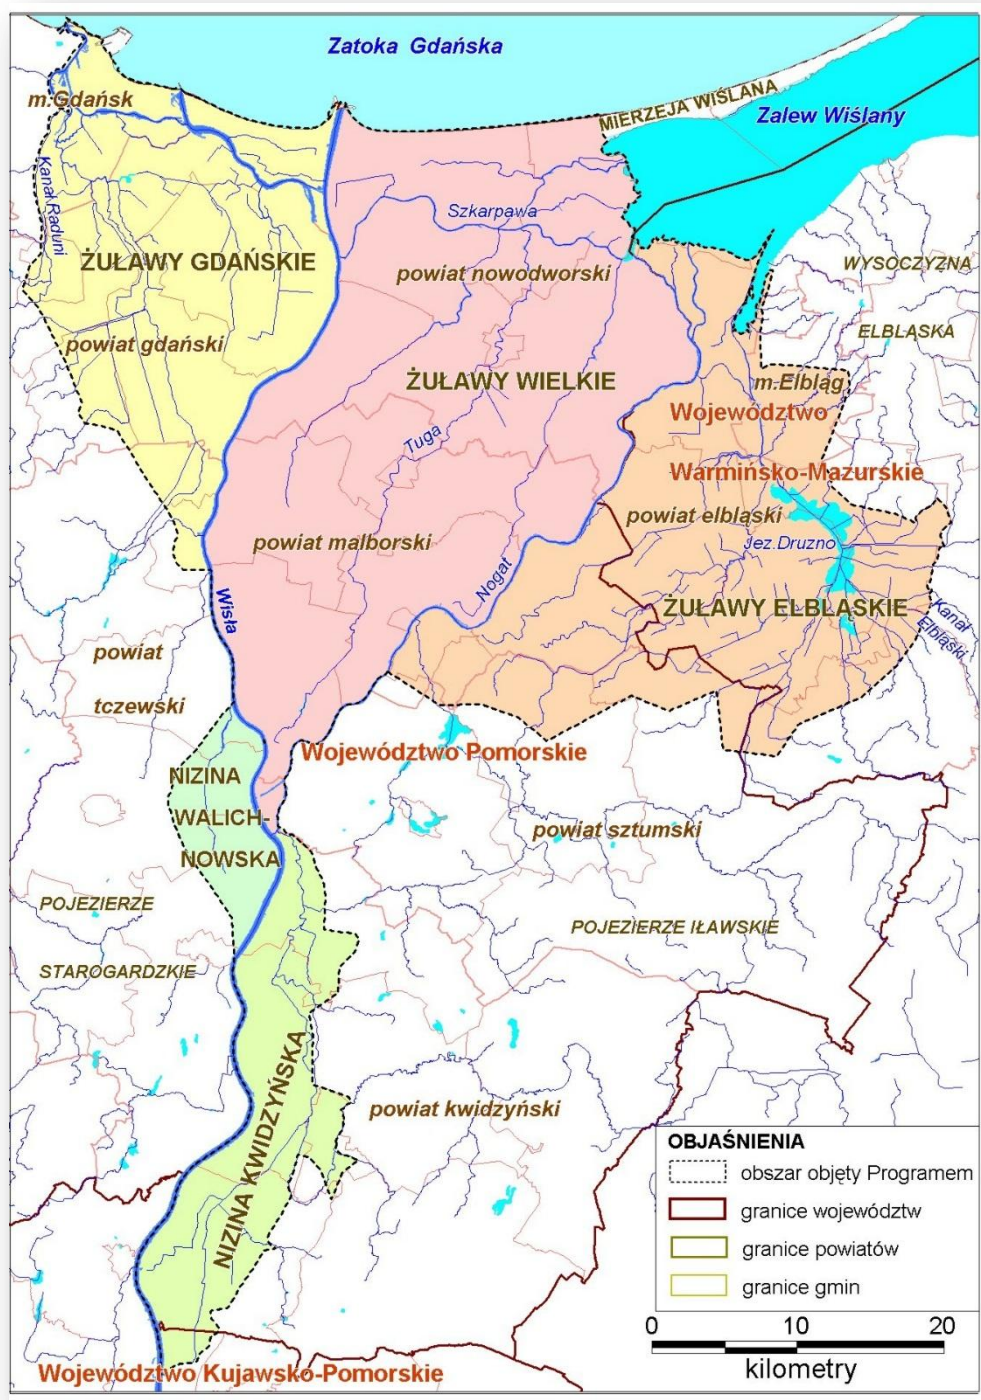 Zatoka Gdańska
m.Gdańsk
MIERZEJA WIŚLANA
Zalew Wiślany
Kanał Raduni
Szkarpawa
ŻUŁAWY GDAŃSKIE
powiat nowodworski
WYSOCZYZNA
ELBLĄSKA
powiat gdański
ŻUŁAWY WIELKIE
m.Elbląg
Województwo
Warmińsko-Mazurskie
Tuga
powiat elbląski
powiat malborski
Jez.Druzno
Nogat
Wisła
ŻUŁAWY ELBLĄSKIE
Kanał
Elbląski
powiat
tczewski
Województwo Pomorskie
NIZINA
WALICH-
NOWSKA
powiat sztumski
POJEZIERZE
STAROGARDZKIE
POJEZIERZE IŁAWSKIE
NIZINA KWIDZYŃSKA
powiat kwidzyński
OBJAŚNIENIA
obszar objęty Programem
granice województw
granice powiatów
granice gmin
0 10 20
kilometry
Województwo Kujawsko-Pomorskie